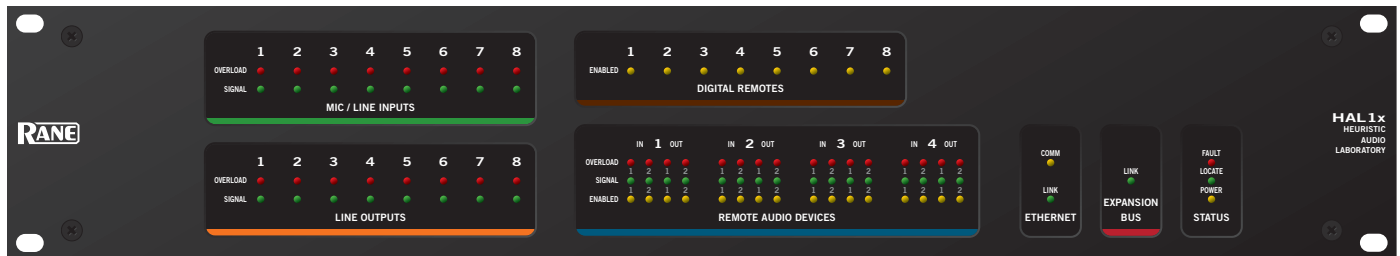 RANE
1 2 3 4 5 6 7 8
OVERLOAD
SIGNAL
MIC / LINE INPUTS
1 2 3 4 5 6 7 8
OVERLOAD
SIGNAL
LINE OUTPUTS
1 2 3 4 5 6 7 8
ENABLED
DIGITAL REMOTES
IN 1 OUT IN 2 OUT IN 3 OUT IN 4 OUT
OVERLOAD
1 2 1 2 1 2 1 2 1 2 1 2 1 2 1 2
SIGNAL
1 2 1 2 1 2 1 2 1 2 1 2 1 2 1 2
ENABLED
REMOTE AUDIO DEVICES
COMM
LINK
ETHERNET
LINK
EXPANSION
BUS
FAULT
LOCATE
POWER
STATUS
HAL1x
HEURISTIC
AUDIO
LABORATORY